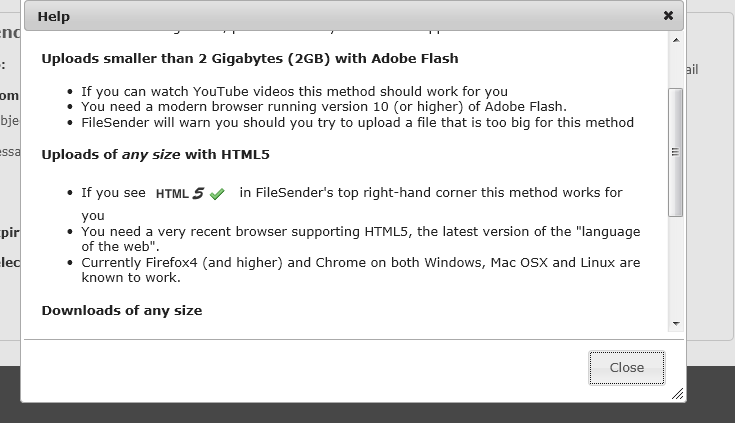 Help
Uploads smaller than 2 Gigabytes (2GB) with Adobe Flash
If you can watch YouTube videos this method should work for you
You need a modern browser running version 10 (or higher) of Adobe Flash.
FileSender will warn you should you try to upload a file that is too big for this method
Uploads of any size with HTML5
If you see HTML 5 in FileSender's top right-hand corner this method works for
you
You need a very recent browser supporting HTML5, the latest version of the "language
of the web".
Currently Firefox4 (and higher) and Chrome on both Windows, Mac OSX and Linux are
known to work.
Downloads of any size
Close